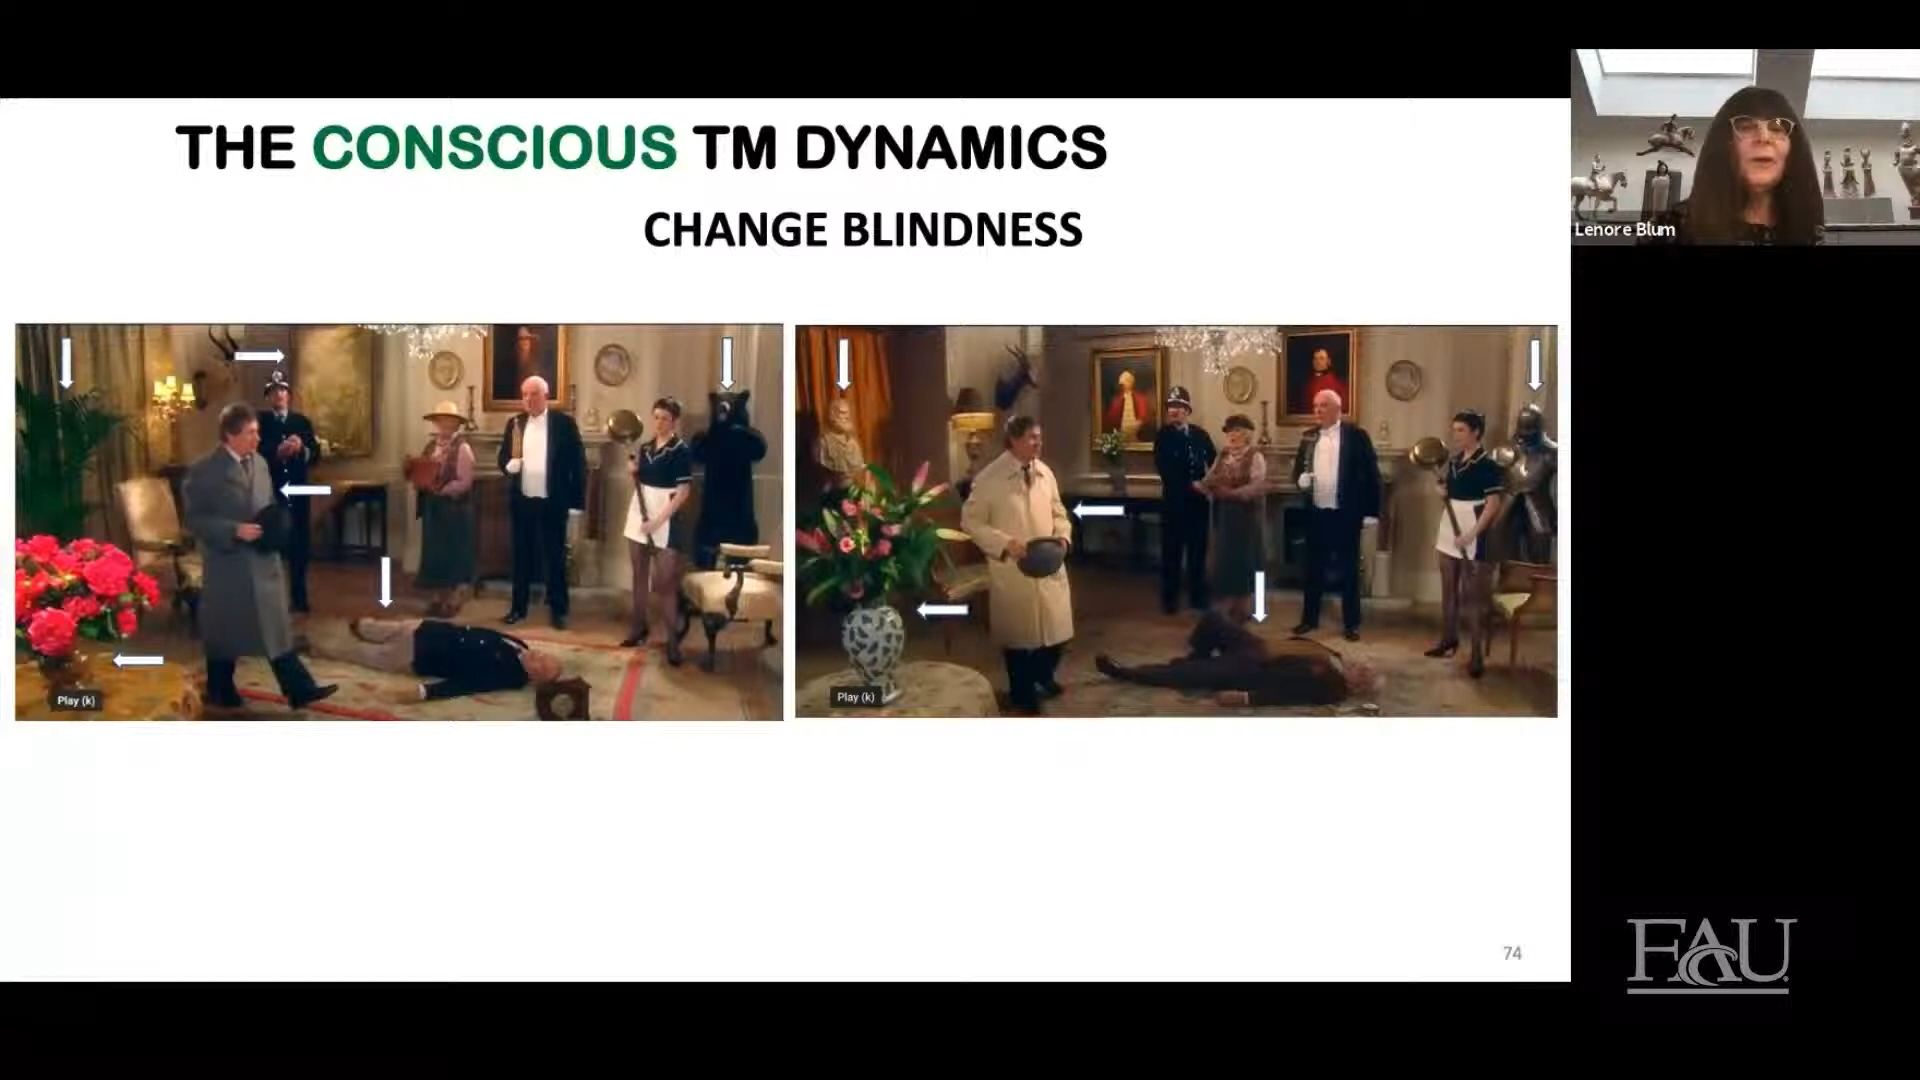 THE CONSCIOUS TM DYNAMICS
CHANGE BLINDNESS
Lenore Blum
Play (k)
Play (k)
74
FAU